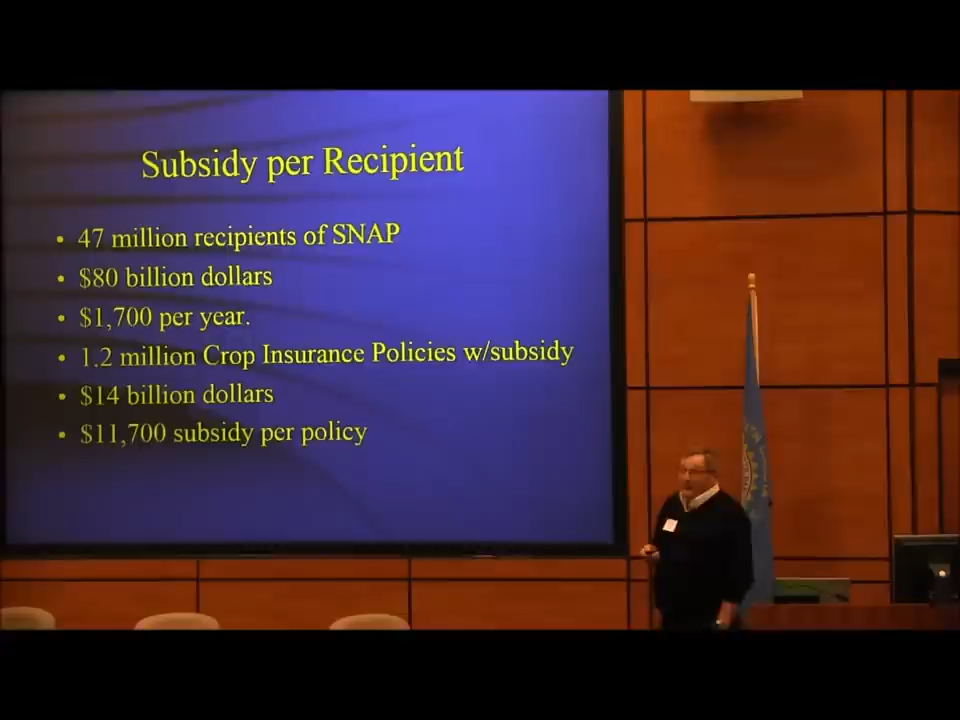 Subsidy per Recipient
• 47 million recipients of SNAP
• $80 billion dollars
• $1,700 per year.
• 1.2 million Crop Insurance Policies w/subsidy
• $14 billion dollars
• $11,700 subsidy per policy